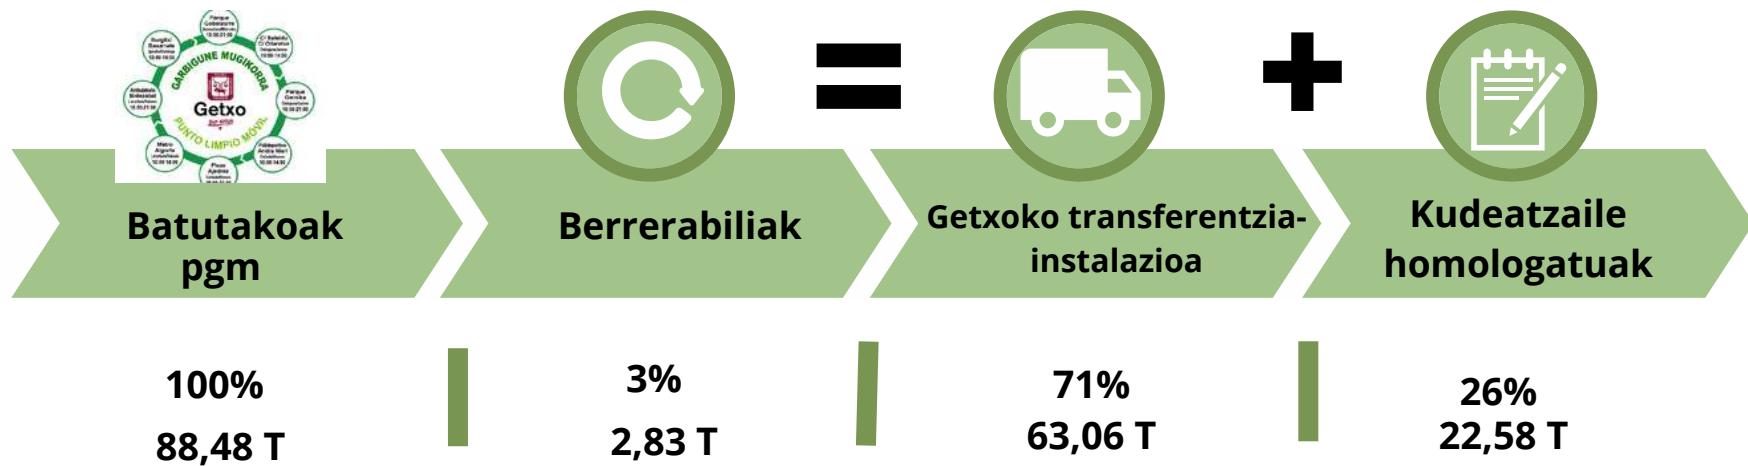 GARBIGUNE MUGIKORRA
Getxo
PUNTO LIMPIO MÓVIL
=
+
Batutakoak
pgm
Berrerabiliak
Getxoko transferentzia-
instalazioa
Kudeatzaile
homologatuak
100%
88,48 T
3%
2,83 T
71%
63,06 T
26%
22,58 T